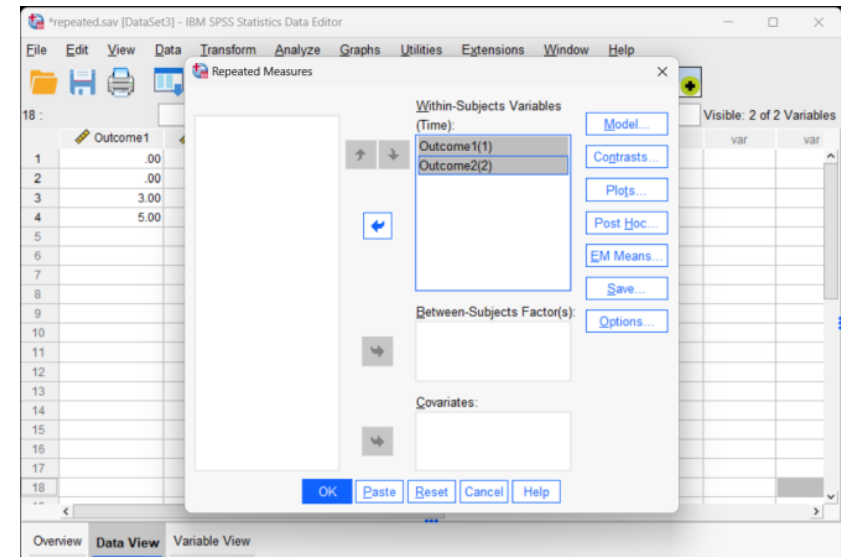 *repeated.sav [DataSet3] - IBM SPSS Statistics Data Editor
File Edit View Data Transform Analyze Graphs Utilities Extensions Window Help
Repeated Measures
18 :
Visible: 2 of 2 Variables
Outcome1
var var
1 .00
2 .00
3 3.00
4 5.00
5
6
7
8
9
10
11
12
13
14
15
16
17
18
Within-Subjects Variables
(Time):
Outcome1(1)
Outcome2(2)
Between-Subjects Factor(s):
Covariates:
Model...
Contrasts...
Plots...
Post Hoc...
EM Means...
Save...
Options...
OK Paste Reset Cancel Help
Overview Data View Variable View